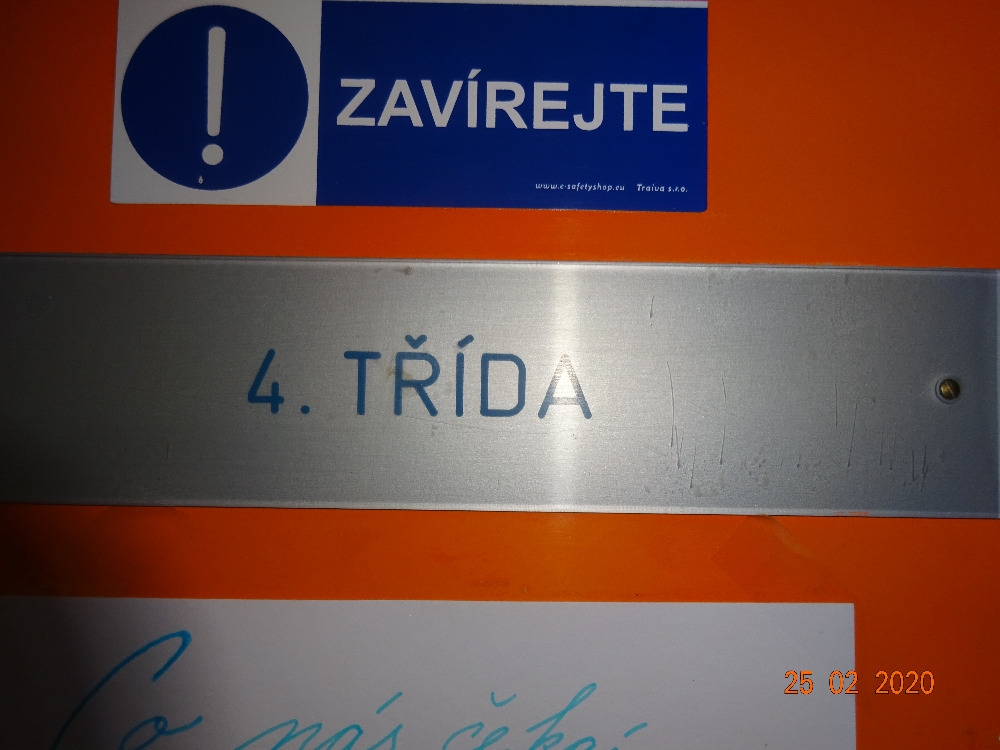 ZAVÍREJTE
www.e-safetyshop.eu Traiva s.r.o.
4. TŘÍDA
Co nás čeká
25 02 2020